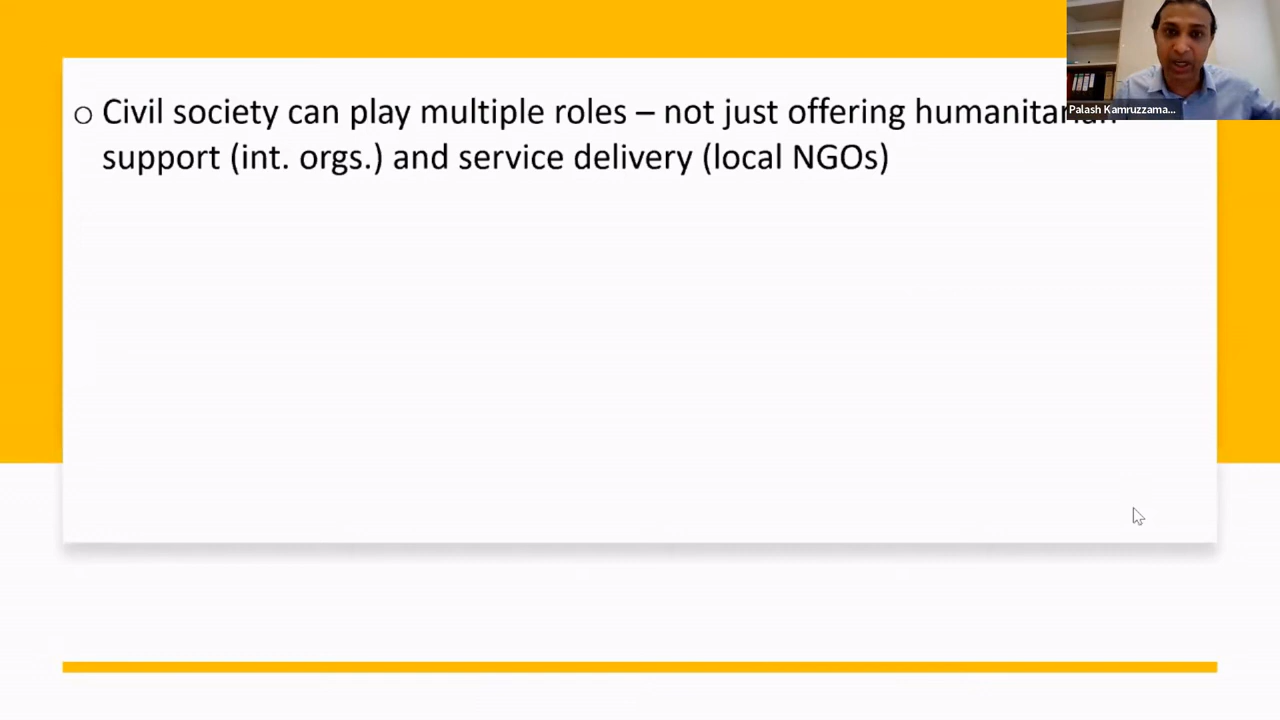 ○ Civil society can play multiple roles – not just offering humanitarian
support (int. orgs.) and service delivery (local NGOs)
Palash Kamruzzama...